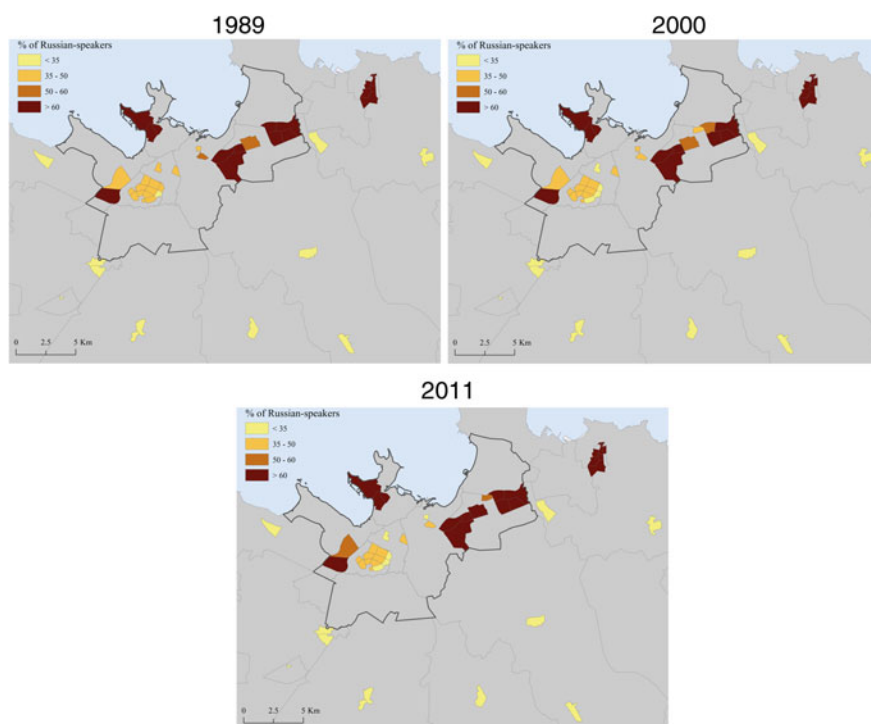 1989
% of Russian-speakers
< 35
35 - 50
50 - 60
> 60
0 2.5 5 Km
2000
% of Russian-speakers
< 35
35 - 50
50 - 60
> 60
0 2.5 5 Km
2011
% of Russian-speakers
< 35
35 - 50
50 - 60
> 60
0 2.5 5 Km